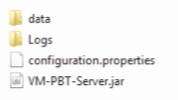 data
Logs
configuration.properties
VM-PBT-Server.jar